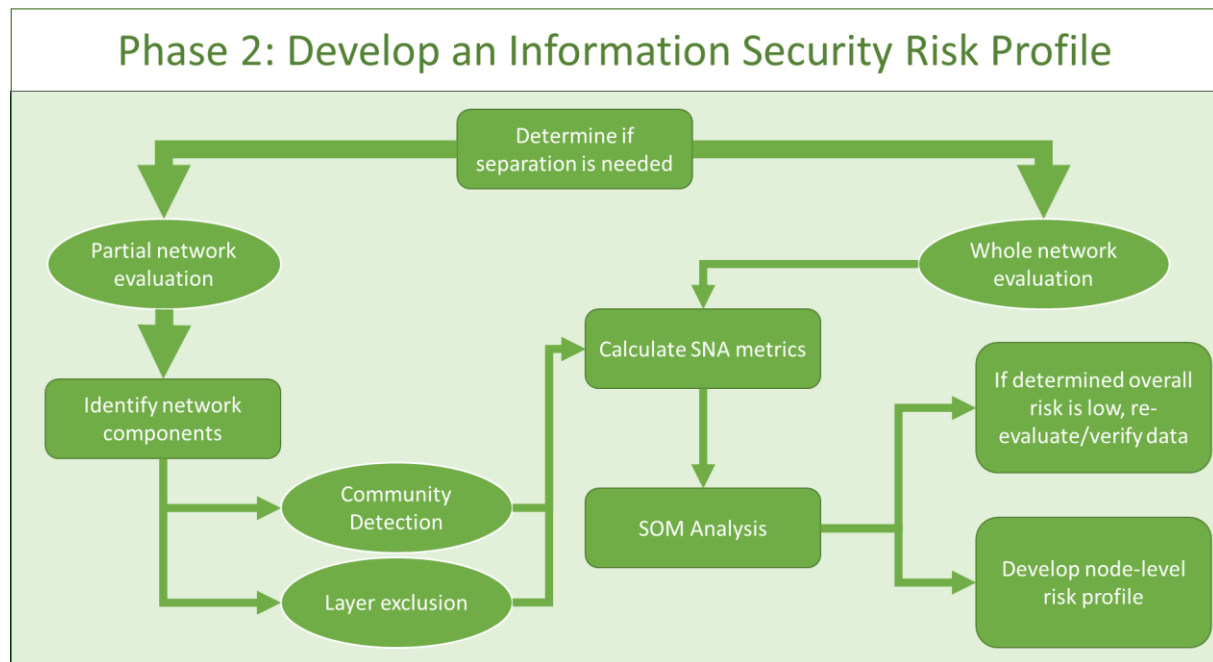 Phase 2: Develop an Information Security Risk Profile
Determine if
separation is needed
Partial network
evaluation
Whole network
evaluation
Calculate SNA metrics
Identify network
components
If determined overall
risk is low, re-
evaluate/verify data
Community
Detection
SOM Analysis
Layer exclusion
Develop node-level
risk profile